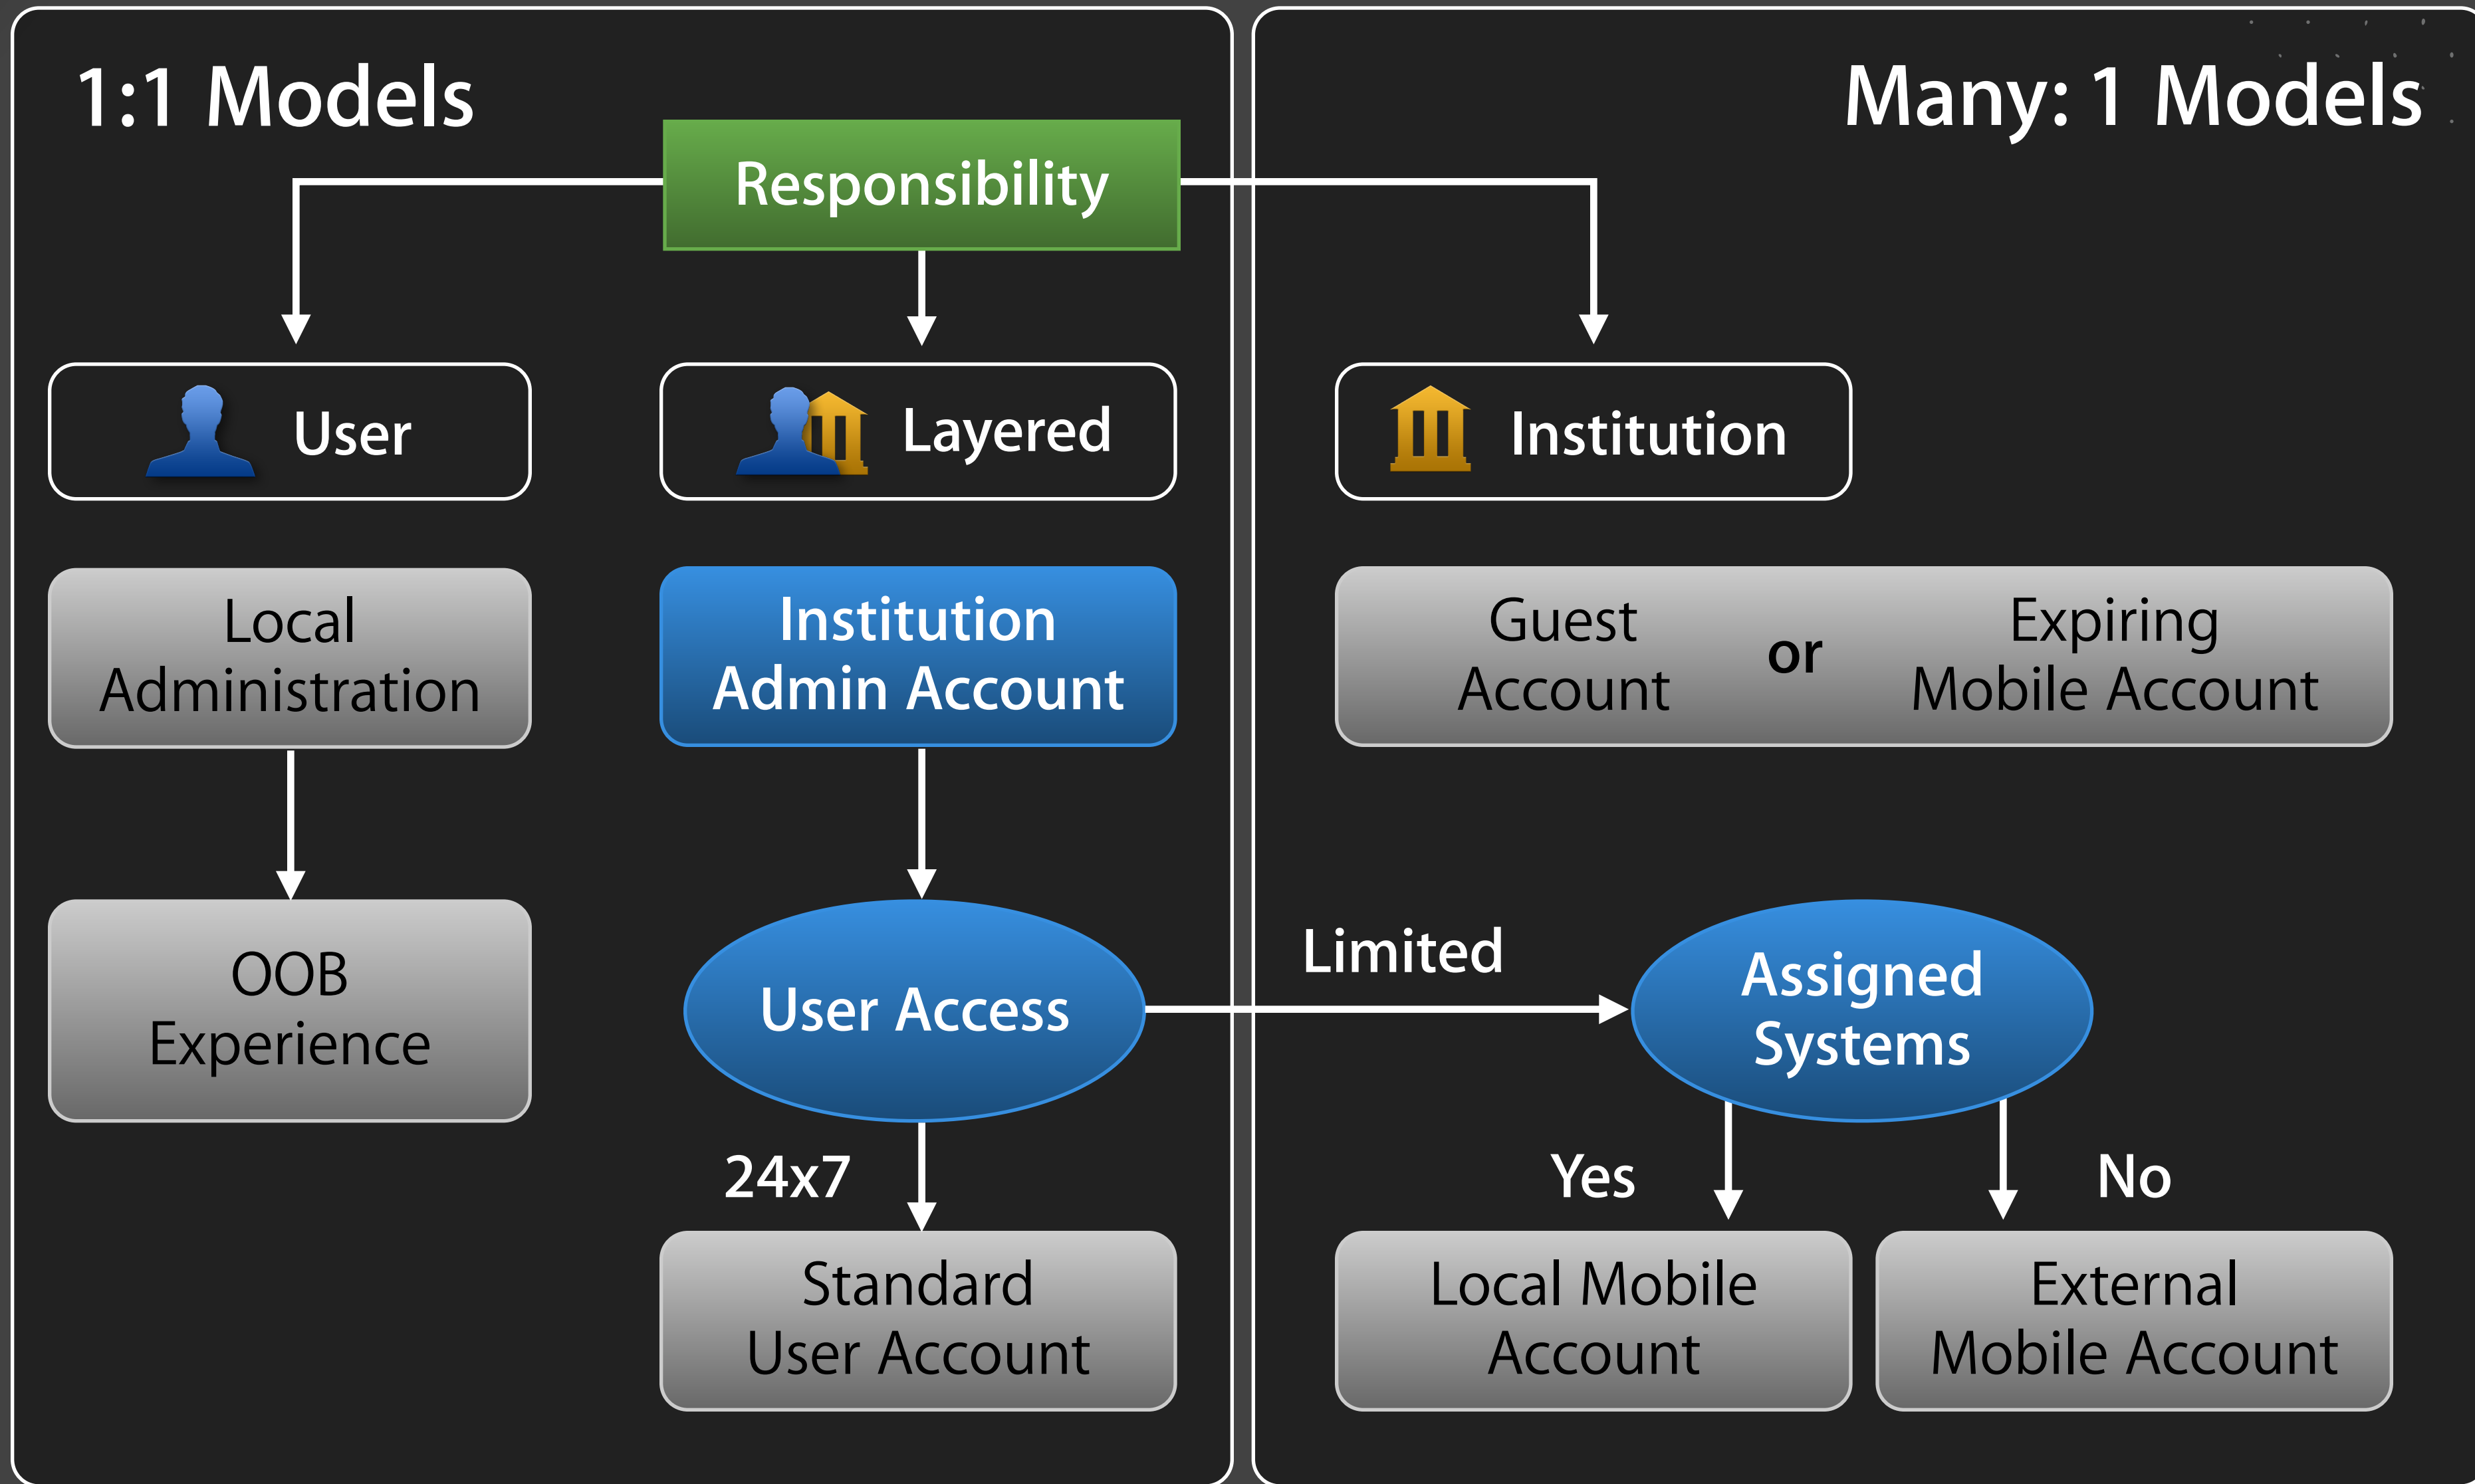 1:1 Models
Many: 1 Models
Responsibility
User
Layered
Institution
Local
Administration
Institution
Admin Account
Guest
Account
or
Expiring
Mobile Account
OOB
Experience
User Access
Limited
Assigned
Systems
24x7
Yes
No
Standard
User Account
Local Mobile
Account
External
Mobile Account